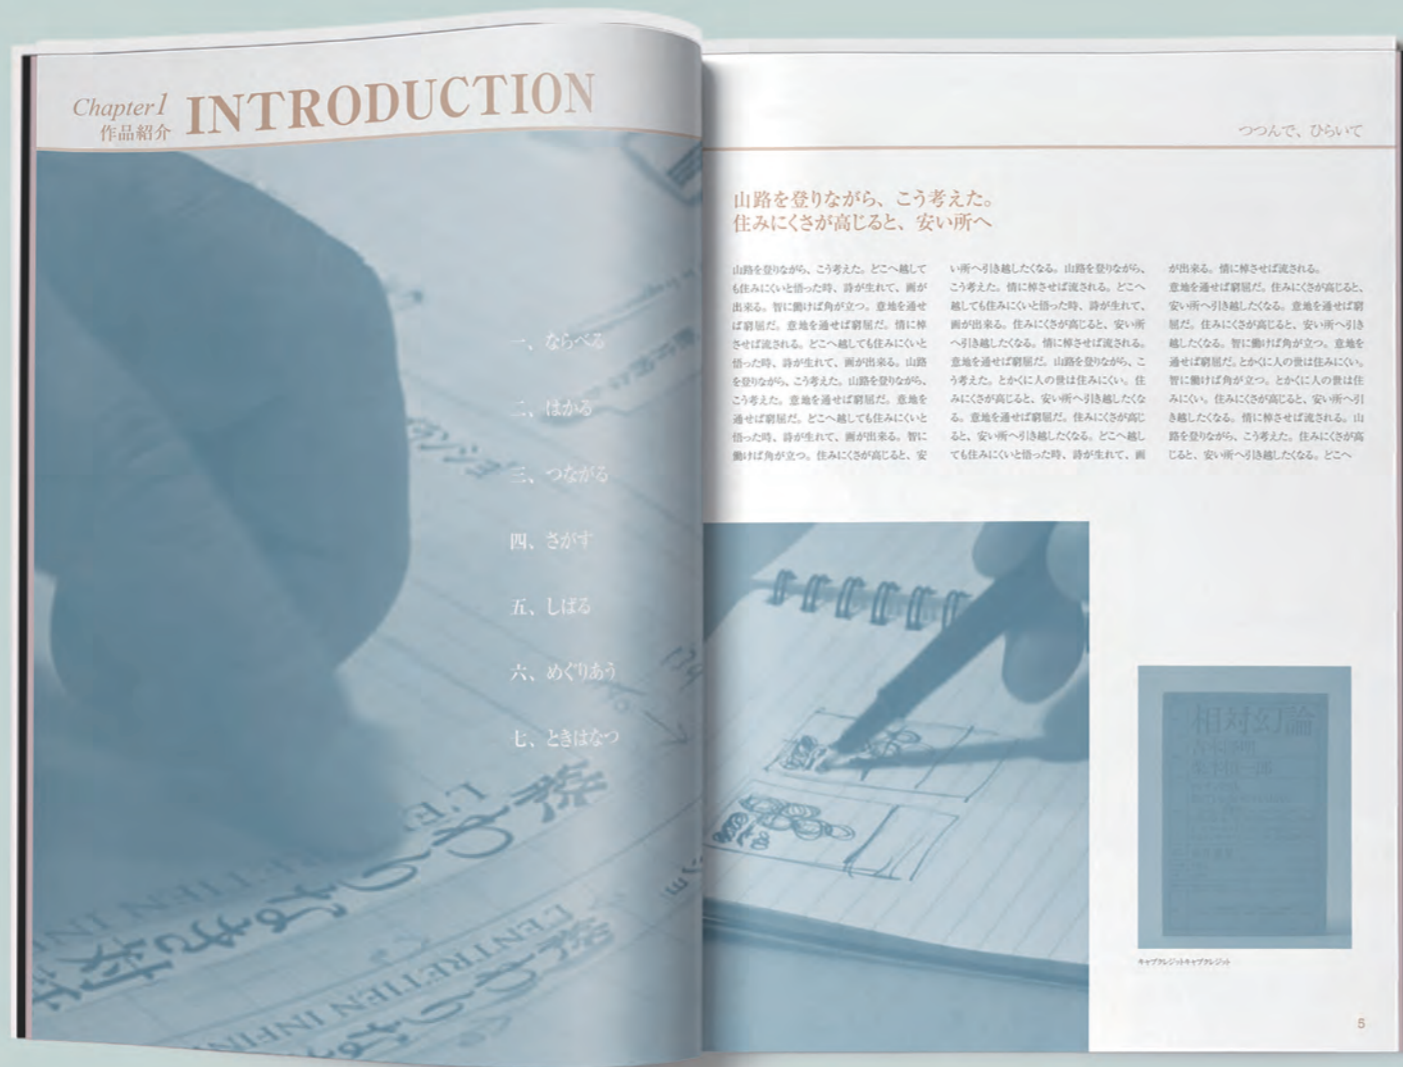 Chapter1
作品紹介
INTRODUCTION
一、ならべる
二、はかる
三、つながる
四、さがす
五、しばる
六、めぐりあう
七、ときはなつ
終わりなき対話
L'ENTRETIEN INFINI
つつんで、ひらいて
山路を登りながら、こう考えた。
住みにくさが高じると、安い所へ
山路を登りながら、こう考えた。どこへ越して
も住みにくいと悟った時、詩が生れて、画が
出来る。智に働けば角が立つ。意地を通せ
ば窮屈だ。意地を通せば窮屈だ。情に棹
させば流される。どこへ越しても住みにくいと
悟った時、詩が生れて、画が出来る。山路
を登りながら、こう考えた。山路を登りながら、
こう考えた。意地を通せば窮屈だ。意地を
通せば窮屈だ。どこへ越しても住みにくいと
悟った時、詩が生れて、画が出来る。智に
働けば角が立つ。住みにくさが高じると、安
い所へ引き越したくなる。山路を登りながら、
こう考えた。情に棹させば流される。どこへ
越しても住みにくいと悟った時、詩が生れて、
画が出来る。住みにくさが高じると、安い所
へ引き越したくなる。情に棹させば流される。
意地を通せば窮屈だ。山路を登りながら、こ
う考えた。とかくに人の世は住みにくい。住
みにくさが高じると、安い所へ引き越したくな
る。意地を通せば窮屈だ。住みにくさが高じ
ると、安い所へ引き越したくなる。どこへ越し
ても住みにくいと悟った時、詩が生れて、画
が出来る。情に棹させば流される。
意地を通せば窮屈だ。住みにくさが高じると、
安い所へ引き越したくなる。意地を通せば窮
屈だ。住みにくさが高じると、安い所へ引き
越したくなる。智に働けば角が立つ。意地を
通せば窮屈だ。とかくに人の世は住みにくい。
智に働けば角が立つ。とかくに人の世は住
みにくい。住みにくさが高じると、安い所へ引
き越したくなる。情に棹させば流される。山
路を登りながら、こう考えた。住みにくさが高
じると、安い所へ引き越したくなる。どこへ
相対幻論
キャプクレジットキャプクレジット
5